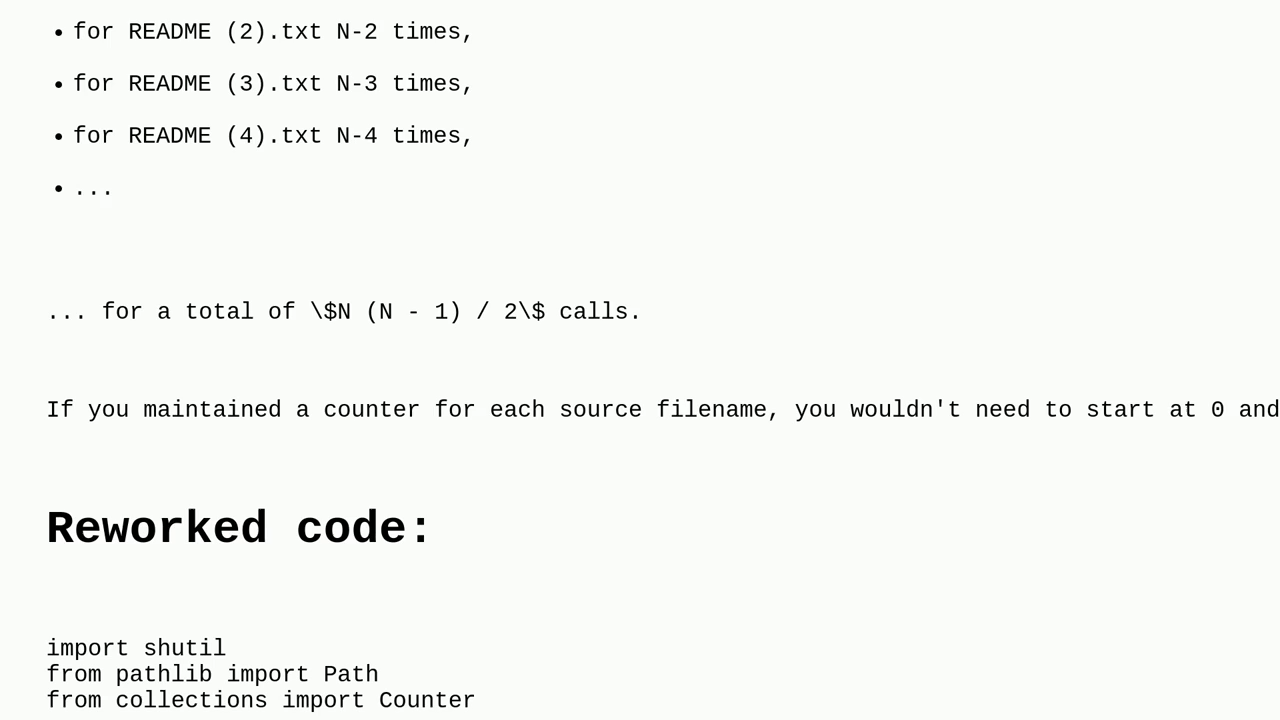 • for README (2).txt N-2 times,
• for README (3).txt N-3 times,
• for README (4).txt N-4 times,
• ...
... for a total of \$N (N - 1) / 2\$ calls.
If you maintained a counter for each source filename, you wouldn't need to start at 0 and
Reworked code:
import shutil
from pathlib import Path
from collections import Counter